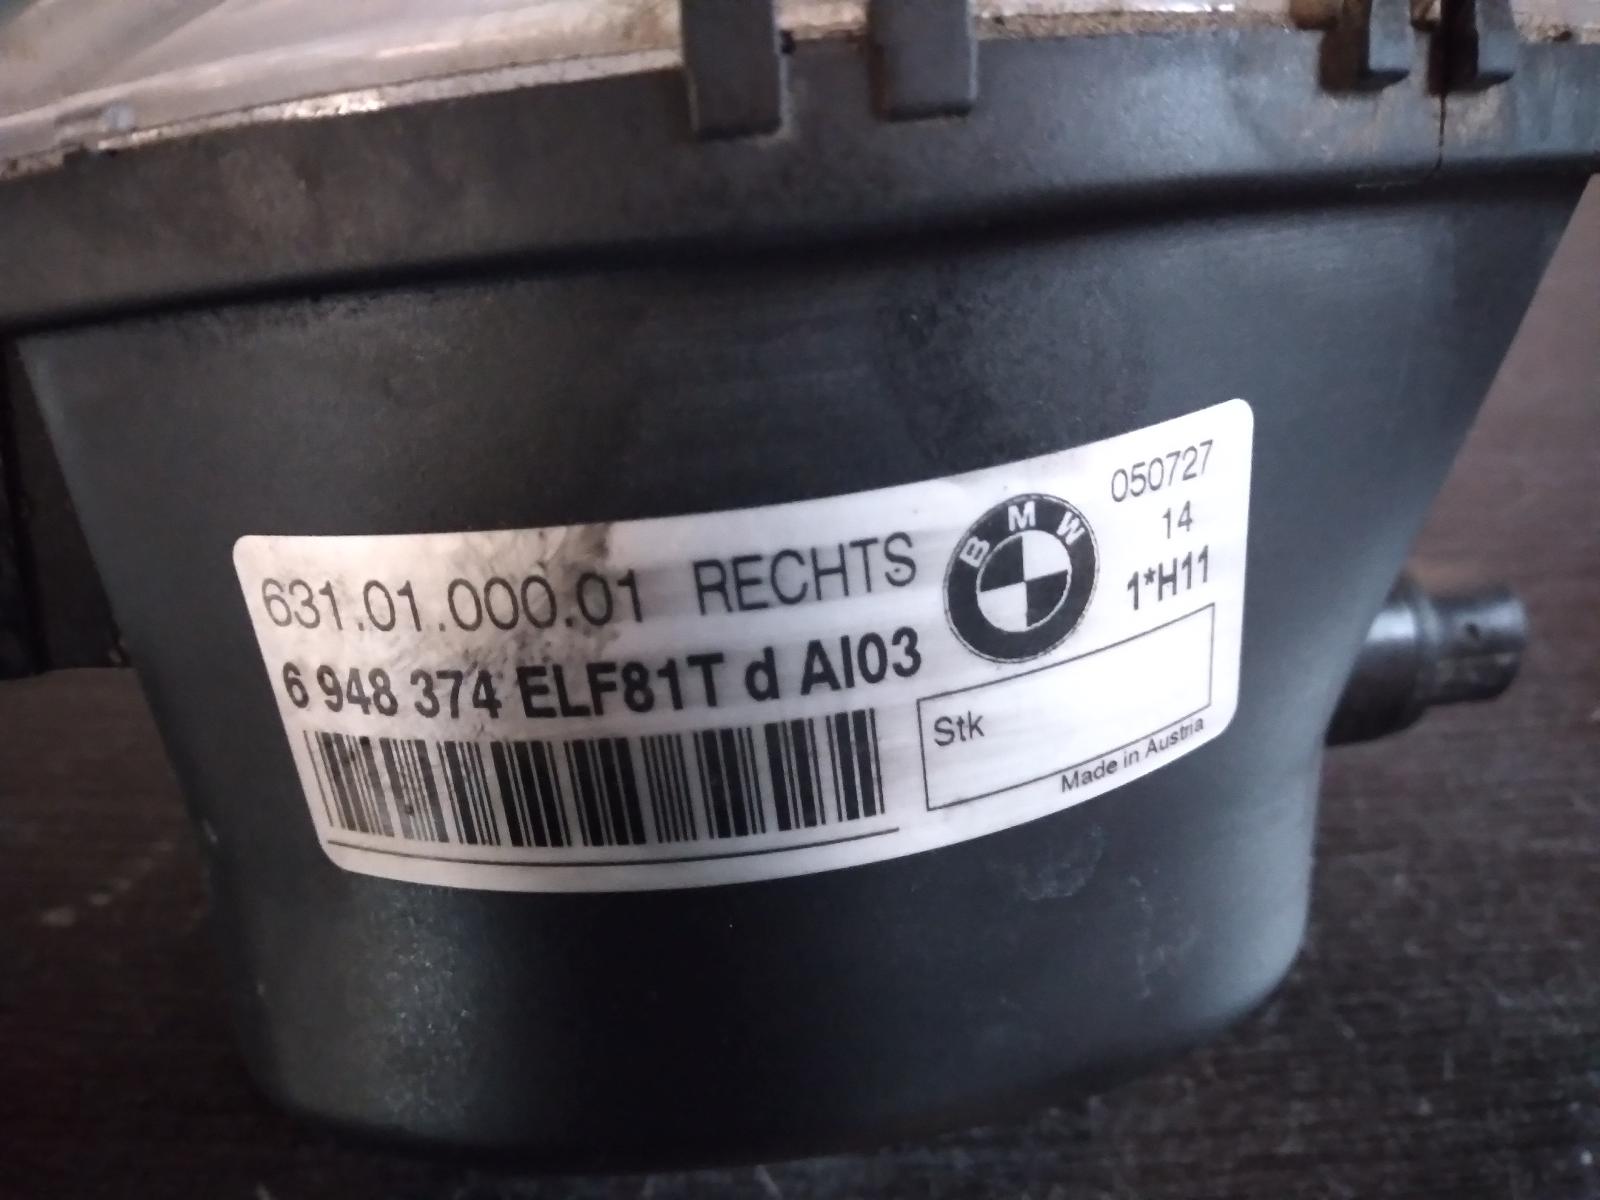 631.01.000.01 RECHTS
6 948 374 ELF81T d AI03
BMW
050727
14
1*H11
Stk
Made in Austria